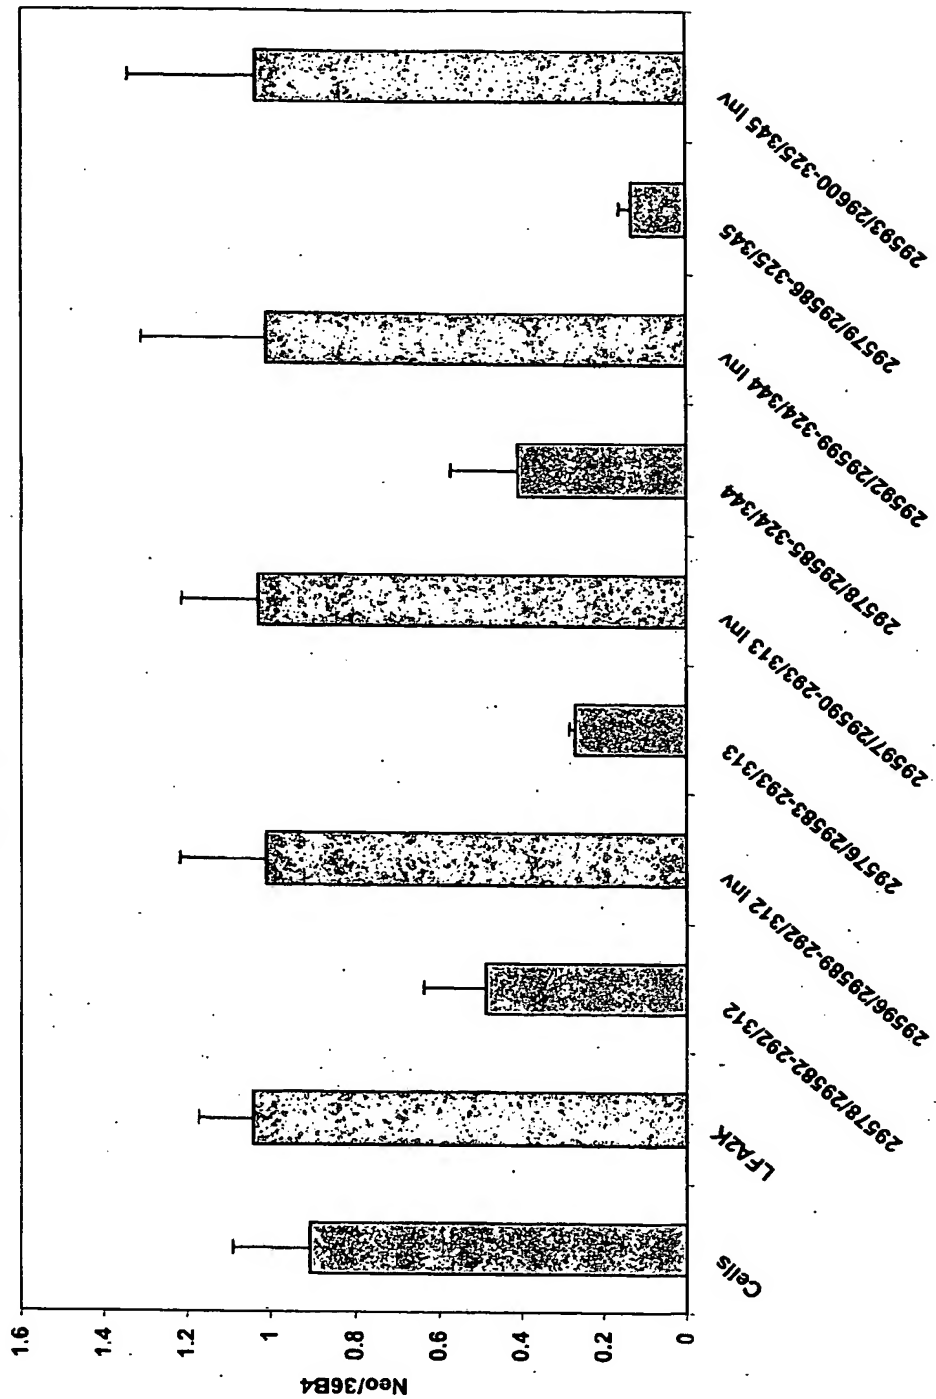 Neo/36B4
1.6
1.4
1.2
1
0.8
0.6
0.4
0.2
0
Cells
LFA2K
29578/29582-292/312
29596/29589-292/312 Inv
29576/29583-293/313
29597/29590-293/313 Inv
29578/29585-324/344
29592/29599-324/344 Inv
29579/29586-325/345
29593/29600-325/345 Inv